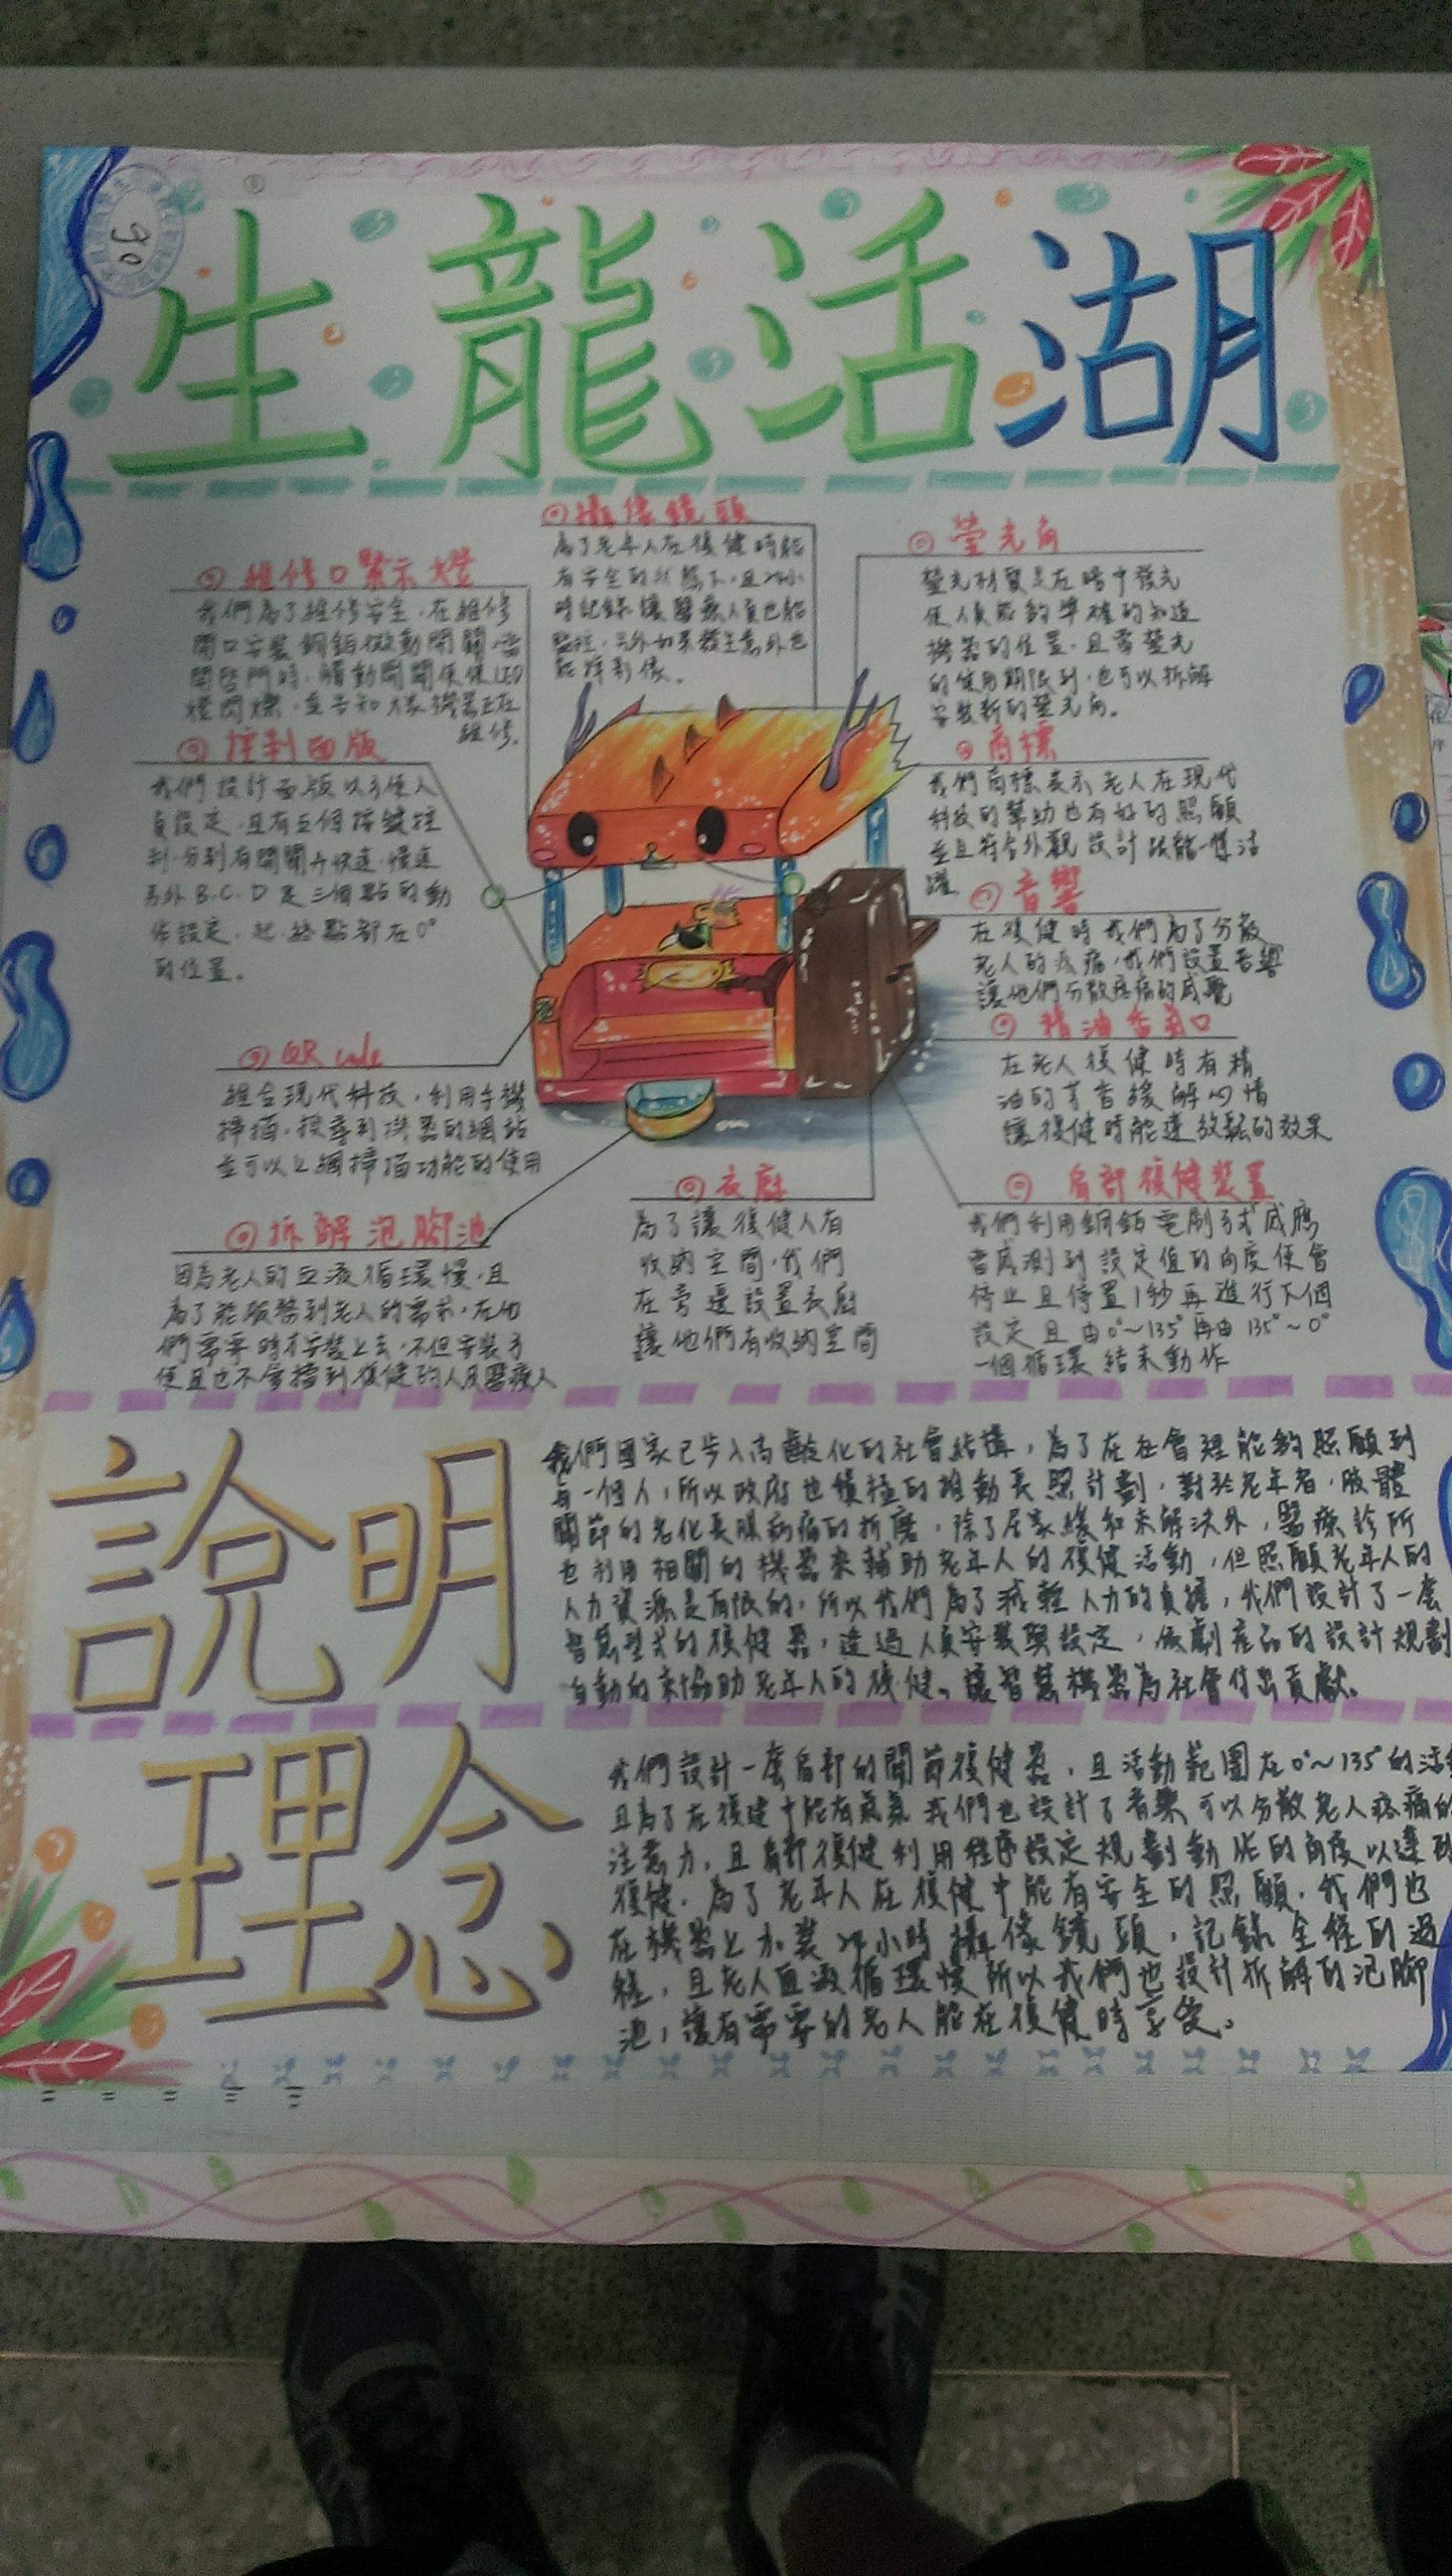 90
生龍活湖
攝像鏡頭
為了老年人在復健時能
有安全的狀態下,且24小
時記錄讓醫療人員也能
監控,另外如果發生意外也
能提影像。
維修口警示燈
我們為了維修安全,在維修
開口安裝銅鉑微動開關,當
開啓門時,觸動開關便使LED
燈閃爍,並告知大家機器正在
維修。
控制面版
我們設計面版以方便人
員設定,且有五個按鍵控
制,分別有開關、快速、慢速
另外B.C.D是三個點的動
作設定,起、終點都在0°
的位置。
QR code
組合現代科技,利用手機
掃描,搜尋到機器的網站
並可以上網掃描功能的使用
拆解泡腳池
因為老人的血液循環慢,且
為了能服務到老人的需求,在他
們需要時才安裝上去,不但安裝方
便且也不會擋到復健的人及醫療人
螢光角
螢光材質是在暗中發光
使人員能夠準確的知道
機器的位置,且當螢光
的使用期限到,也可以拆解
安裝新的螢光角。
商標
我們商標表示老人在現代
科技的幫助也有好的照顧
並且符合外觀設計跟龍一樣活
躍
音響
在復健時我們為了分散
老人的疼痛,我們設置音響
讓他們分散疼痛的感覺
精油香氣口
在老人復健時有精
油的芳香緩解心情
讓復健時能達放鬆的效果
衣廚
為了讓復健人有
收納空間,我們
在旁邊設置衣廚
讓他們有收納空間
肩部復健裝置
我們利用銅鉑電刷方式感應
當感測到設定值的角度便會
停止且停置1秒再進行下個
設定且由0°~135°再由135°~0°
一個循環結束動作
說明
我們國家已步入高齡化的社會結構,為了在社會裡能夠照顧到
每一個人,所以政府也積極的推動長照計劃,對於老年者,肢體
關節的老化長期病痛的折磨,除了居家緩和來解決外,醫療診所
也利用相關的機器來輔助老年人的復健活動,但照顧老年人的
人力資源是有限的,所以我們為了減輕人力的負擔,我們設計了一套
智慧型式的復健器,透過人員安裝與設定,依劇產品的設計規劃
自動的來協助老年人的復健。讓智慧機器為社會付出貢獻。
理念
我們設計一套肩部的關節復健器,且活動範圍在0°~135°的活
且為了在復建中能有氣氛我們也設計了音樂可以分散老人疼痛的
注意力,且肩部復健利用程序設定規劃動作的角度以達到
復健,為了老年人在復健中能有安全的照顧,我們也
在機器上加裝24小時攝像鏡頭,記錄全程的過
程,且老人血液循環慢所以我們也設計拆解的泡腳
池,讓有需要的老人能在復健時享受。